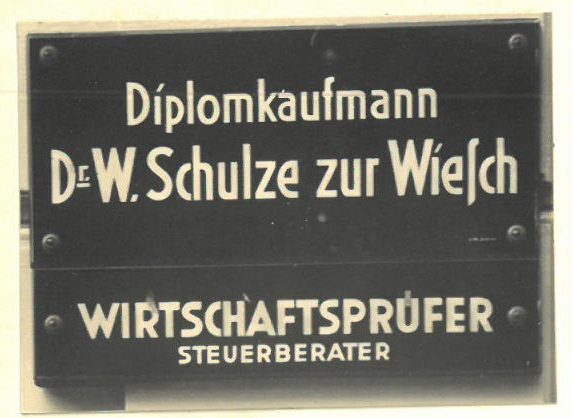 Diplomkaufmann
Dr. W. Schulze zur Wieſch
WIRTSCHAFTSPRÜFER
STEUERBERATER